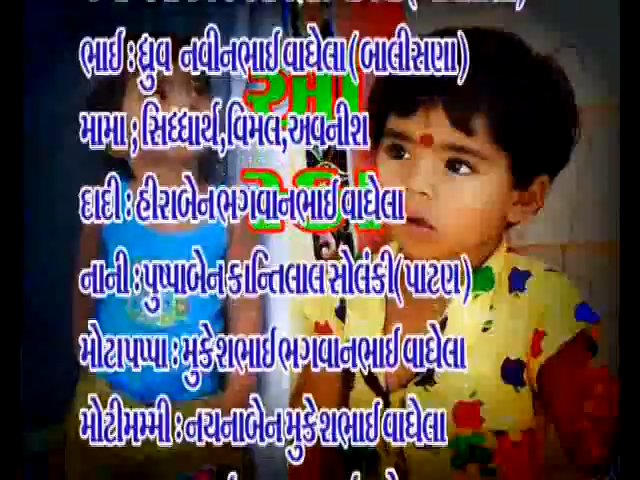 ભાઈ : ધ્રુવ નવીનભાઈ વાઘેલા ( બાલીસણા )
મામા ; સિધ્ધાર્થ,વિમલ,અવનીશ
દાદી : હીરાબેન ભગવાનભાઈ વાઘેલા
નાની : પુષ્પાબેન કાન્તિલાલ સોલંકી( પાટણ )
મોટાપપ્પા : મુકેશભાઈ ભગવાનભાઈ વાઘેલા
મોટીમમ્મી : નયનાબેન મુકેશભાઈ વાઘેલા